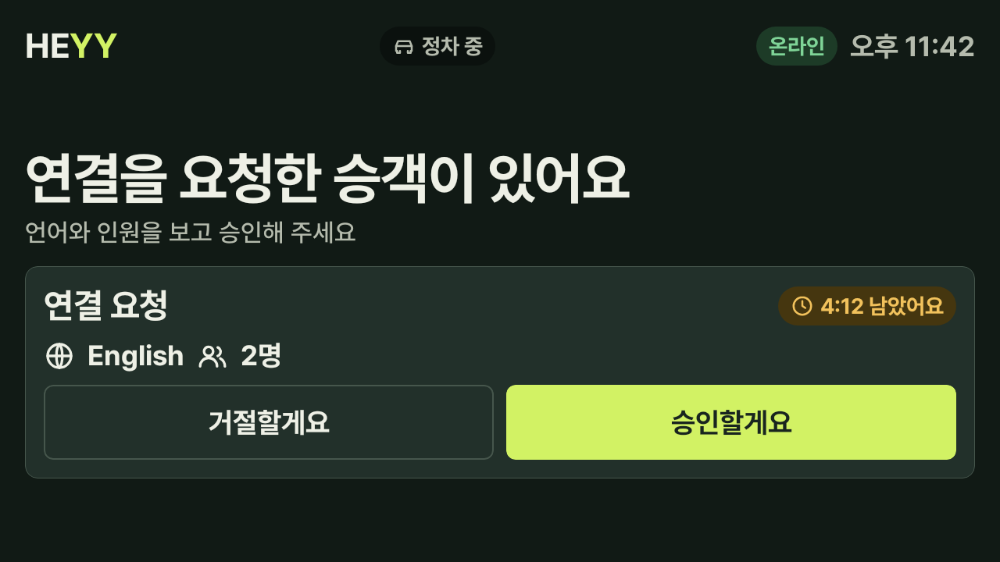 HEYY
정차 중
온라인
오후 11:42
연결을 요청한 승객이 있어요
언어와 인원을 보고 승인해 주세요
연결 요청
4:12 남았어요
English 2명
거절할게요
승인할게요